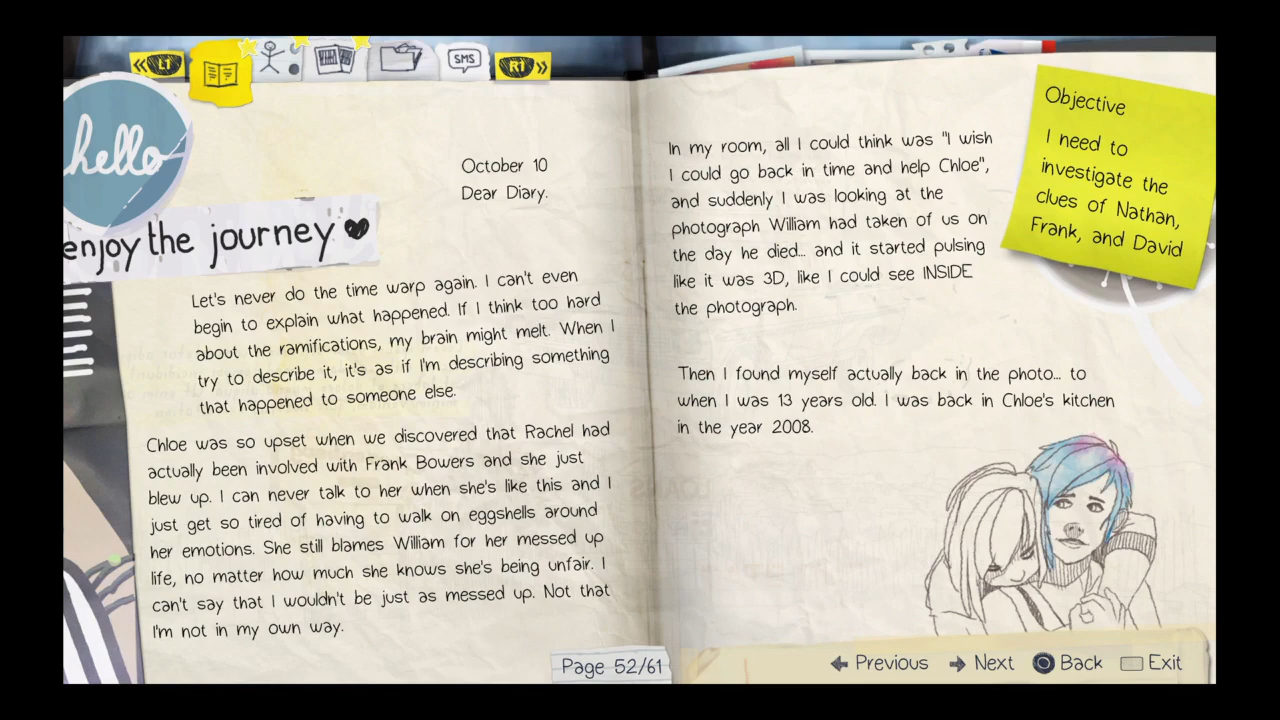 LT
SMS
RT
hello
enjoy the journey
October 10
Dear Diary.
Let's never do the time warp again. I can't even
begin to explain what happened. If I think too hard
about the ramifications, my brain might melt. When I
try to describe it, it's as if I'm describing something
that happened to someone else.
Chloe was so upset when we discovered that Rachel had
actually been involved with Frank Bowers and she just
blew up. I can never talk to her when she's like this and I
just get so tired of having to walk on eggshells around
her emotions. She still blames William for her messed up
life, no matter how much she knows she's being unfair. I
can't say that I wouldn't be just as messed up. Not that
I'm not in my own way.
In my room, all I could think was "I wish
I could go back in time and help Chloe",
and suddenly I was looking at the
photograph William had taken of us on
the day he died... and it started pulsing
like it was 3D, like I could see INSIDE
the photograph.
Then I found myself actually back in the photo... to
when I was 13 years old. I was back in Chloe's kitchen
in the year 2008.
Objective
I need to
investigate the
clues of Nathan,
Frank, and David
Page 52/61
Previous Next Back Exit